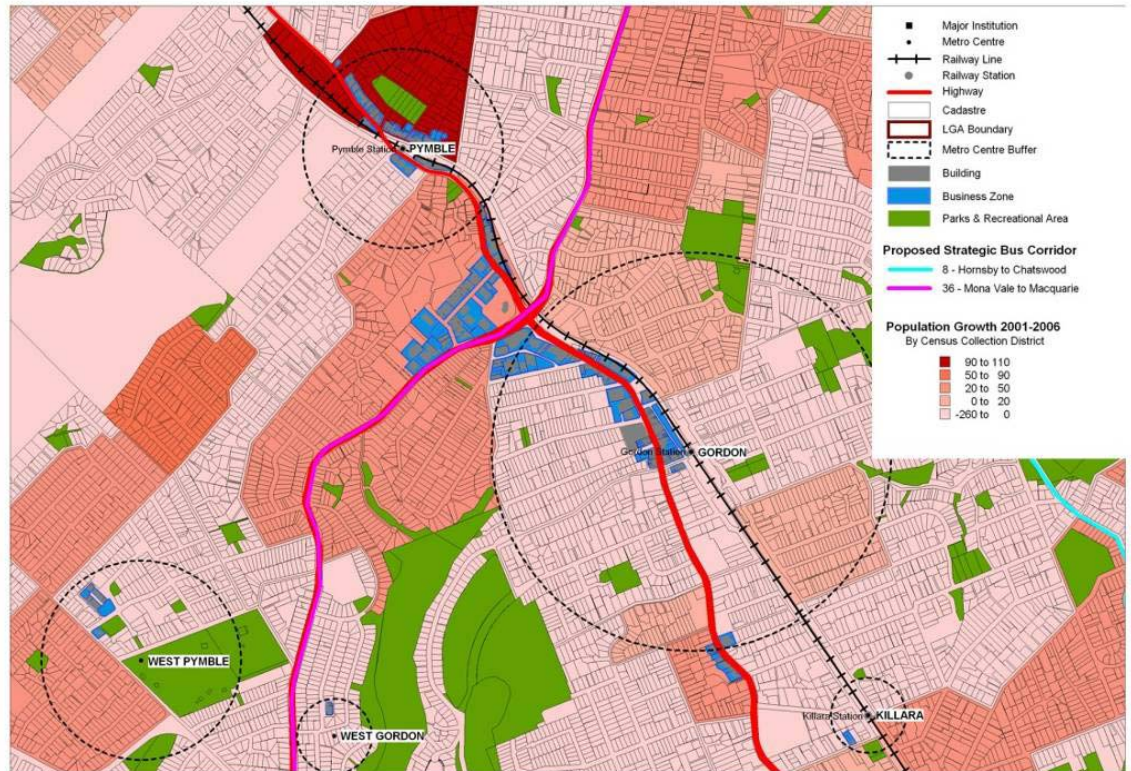 Major Institution
Metro Centre
Railway Line
Railway Station
Highway
Cadastre
LGA Boundary
Metro Centre Buffer
Building
Business Zone
Parks & Recreational Area
Proposed Strategic Bus Corridor
8 - Hornsby to Chatswood
36 - Mona Vale to Macquarie
Population Growth 2001-2006
By Census Collection District
90 to 110
50 to 90
20 to 50
0 to 20
-260 to 0
Pymble Station PYMBLE
Gordon Station GORDON
WEST PYMBLE
WEST GORDON
Killara Station KILLARA